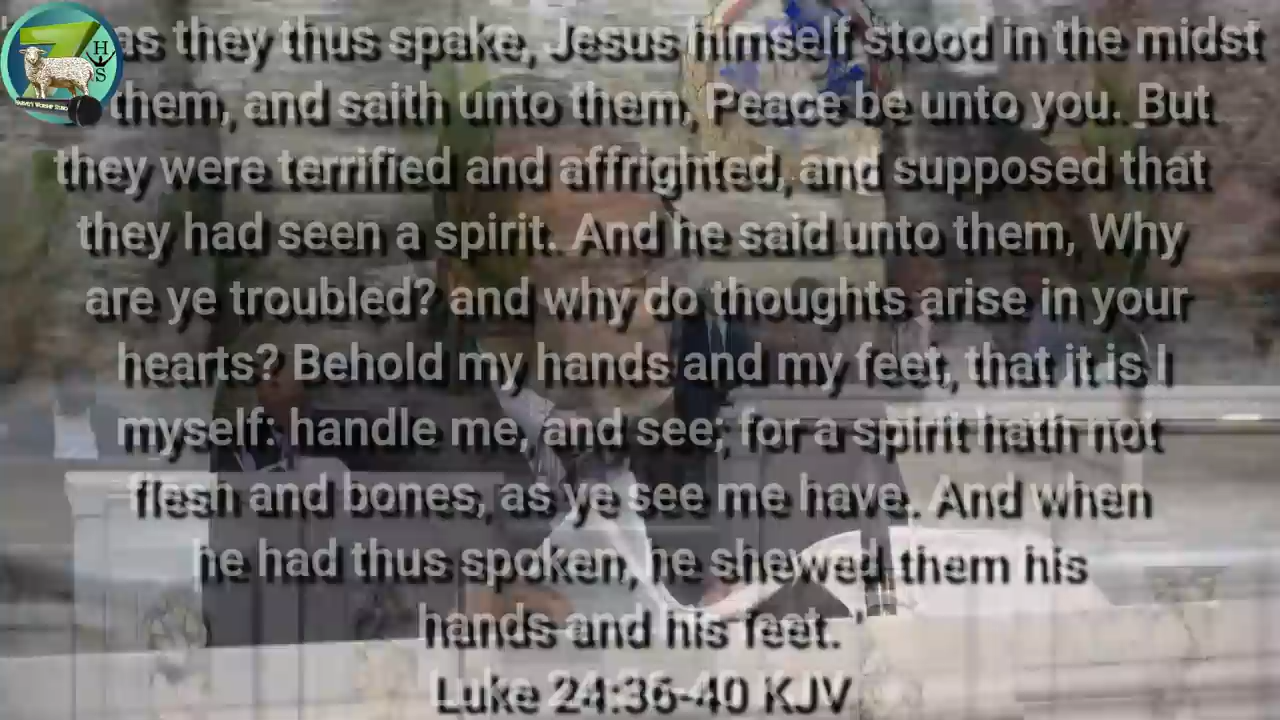 as they thus spake, Jesus himself stood in the midst
them, and saith unto them, Peace be unto you. But
they were terrified and affrighted, and supposed that
they had seen a spirit. And he said unto them, Why
are ye troubled? and why do thoughts arise in your
hearts? Behold my hands and my feet, that it is I
myself: handle me, and see; for a spirit hath not
flesh and bones, as ye see me have. And when
he had thus spoken, he shewed them his
hands and his feet. '
Luke 24:36-40 KJV
H
S